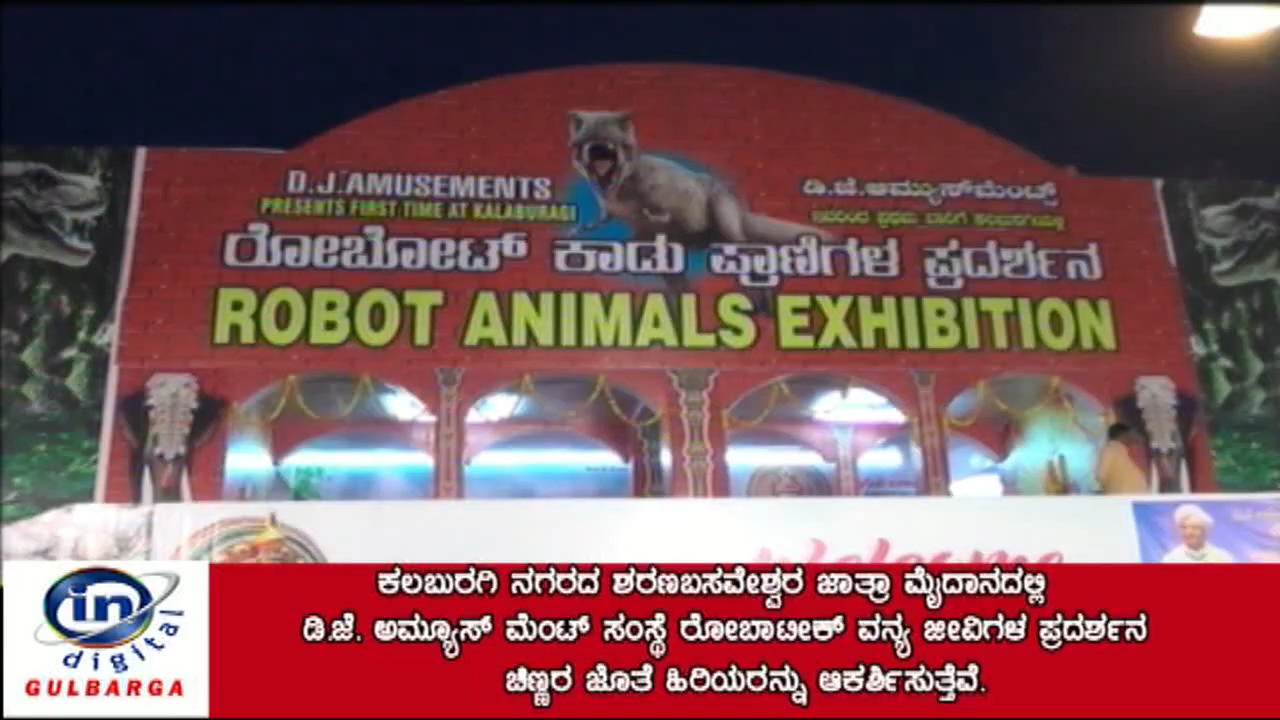 D.J.AMUSEMENTS
PRESENTS FIRST TIME AT KALABURAGI
ಡಿ.ಜೆ.ಅಮ್ಯುಸ್‌ಮೆಂಟ್ಸ್
ರೋಬೋಟ್ ಕಾಡು ಪ್ರಾಣಿಗಳ ಪ್ರದರ್ಶನ
ROBOT ANIMALS EXHIBITION
Welcome
in
digital
GULBARGA
ಕಲಬುರಗಿ ನಗರದ ಶರಣಬಸವೇಶ್ವರ ಜಾತ್ರಾ ಮೈದಾನದಲ್ಲಿ
ಡಿ.ಜೆ. ಅಮ್ಯೂಸ್ ಮೆಂಟ್ ಸಂಸ್ಥೆ ರೋಬಾಟೀಕ್ ವನ್ಯ ಜೀವಿಗಳ ಪ್ರದರ್ಶನ
ಚಿಣ್ಣರ ಜೊತೆ ಹಿರಿಯರನ್ನು ಆಕರ್ಶಿಸುತ್ತೆವೆ.